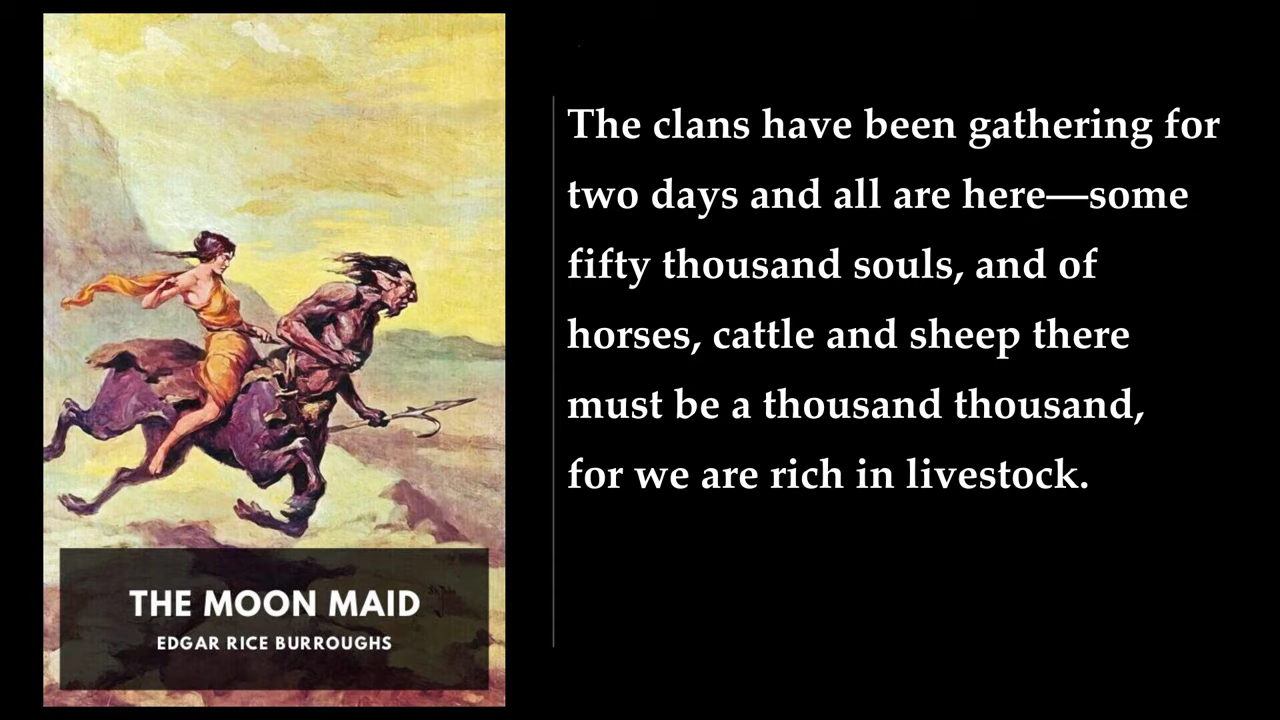 THE MOON MAID
EDGAR RICE BURROUGHS
The clans have been gathering for
two days and all are here—some
fifty thousand souls, and of
horses, cattle and sheep there
must be a thousand thousand,
for we are rich in livestock.